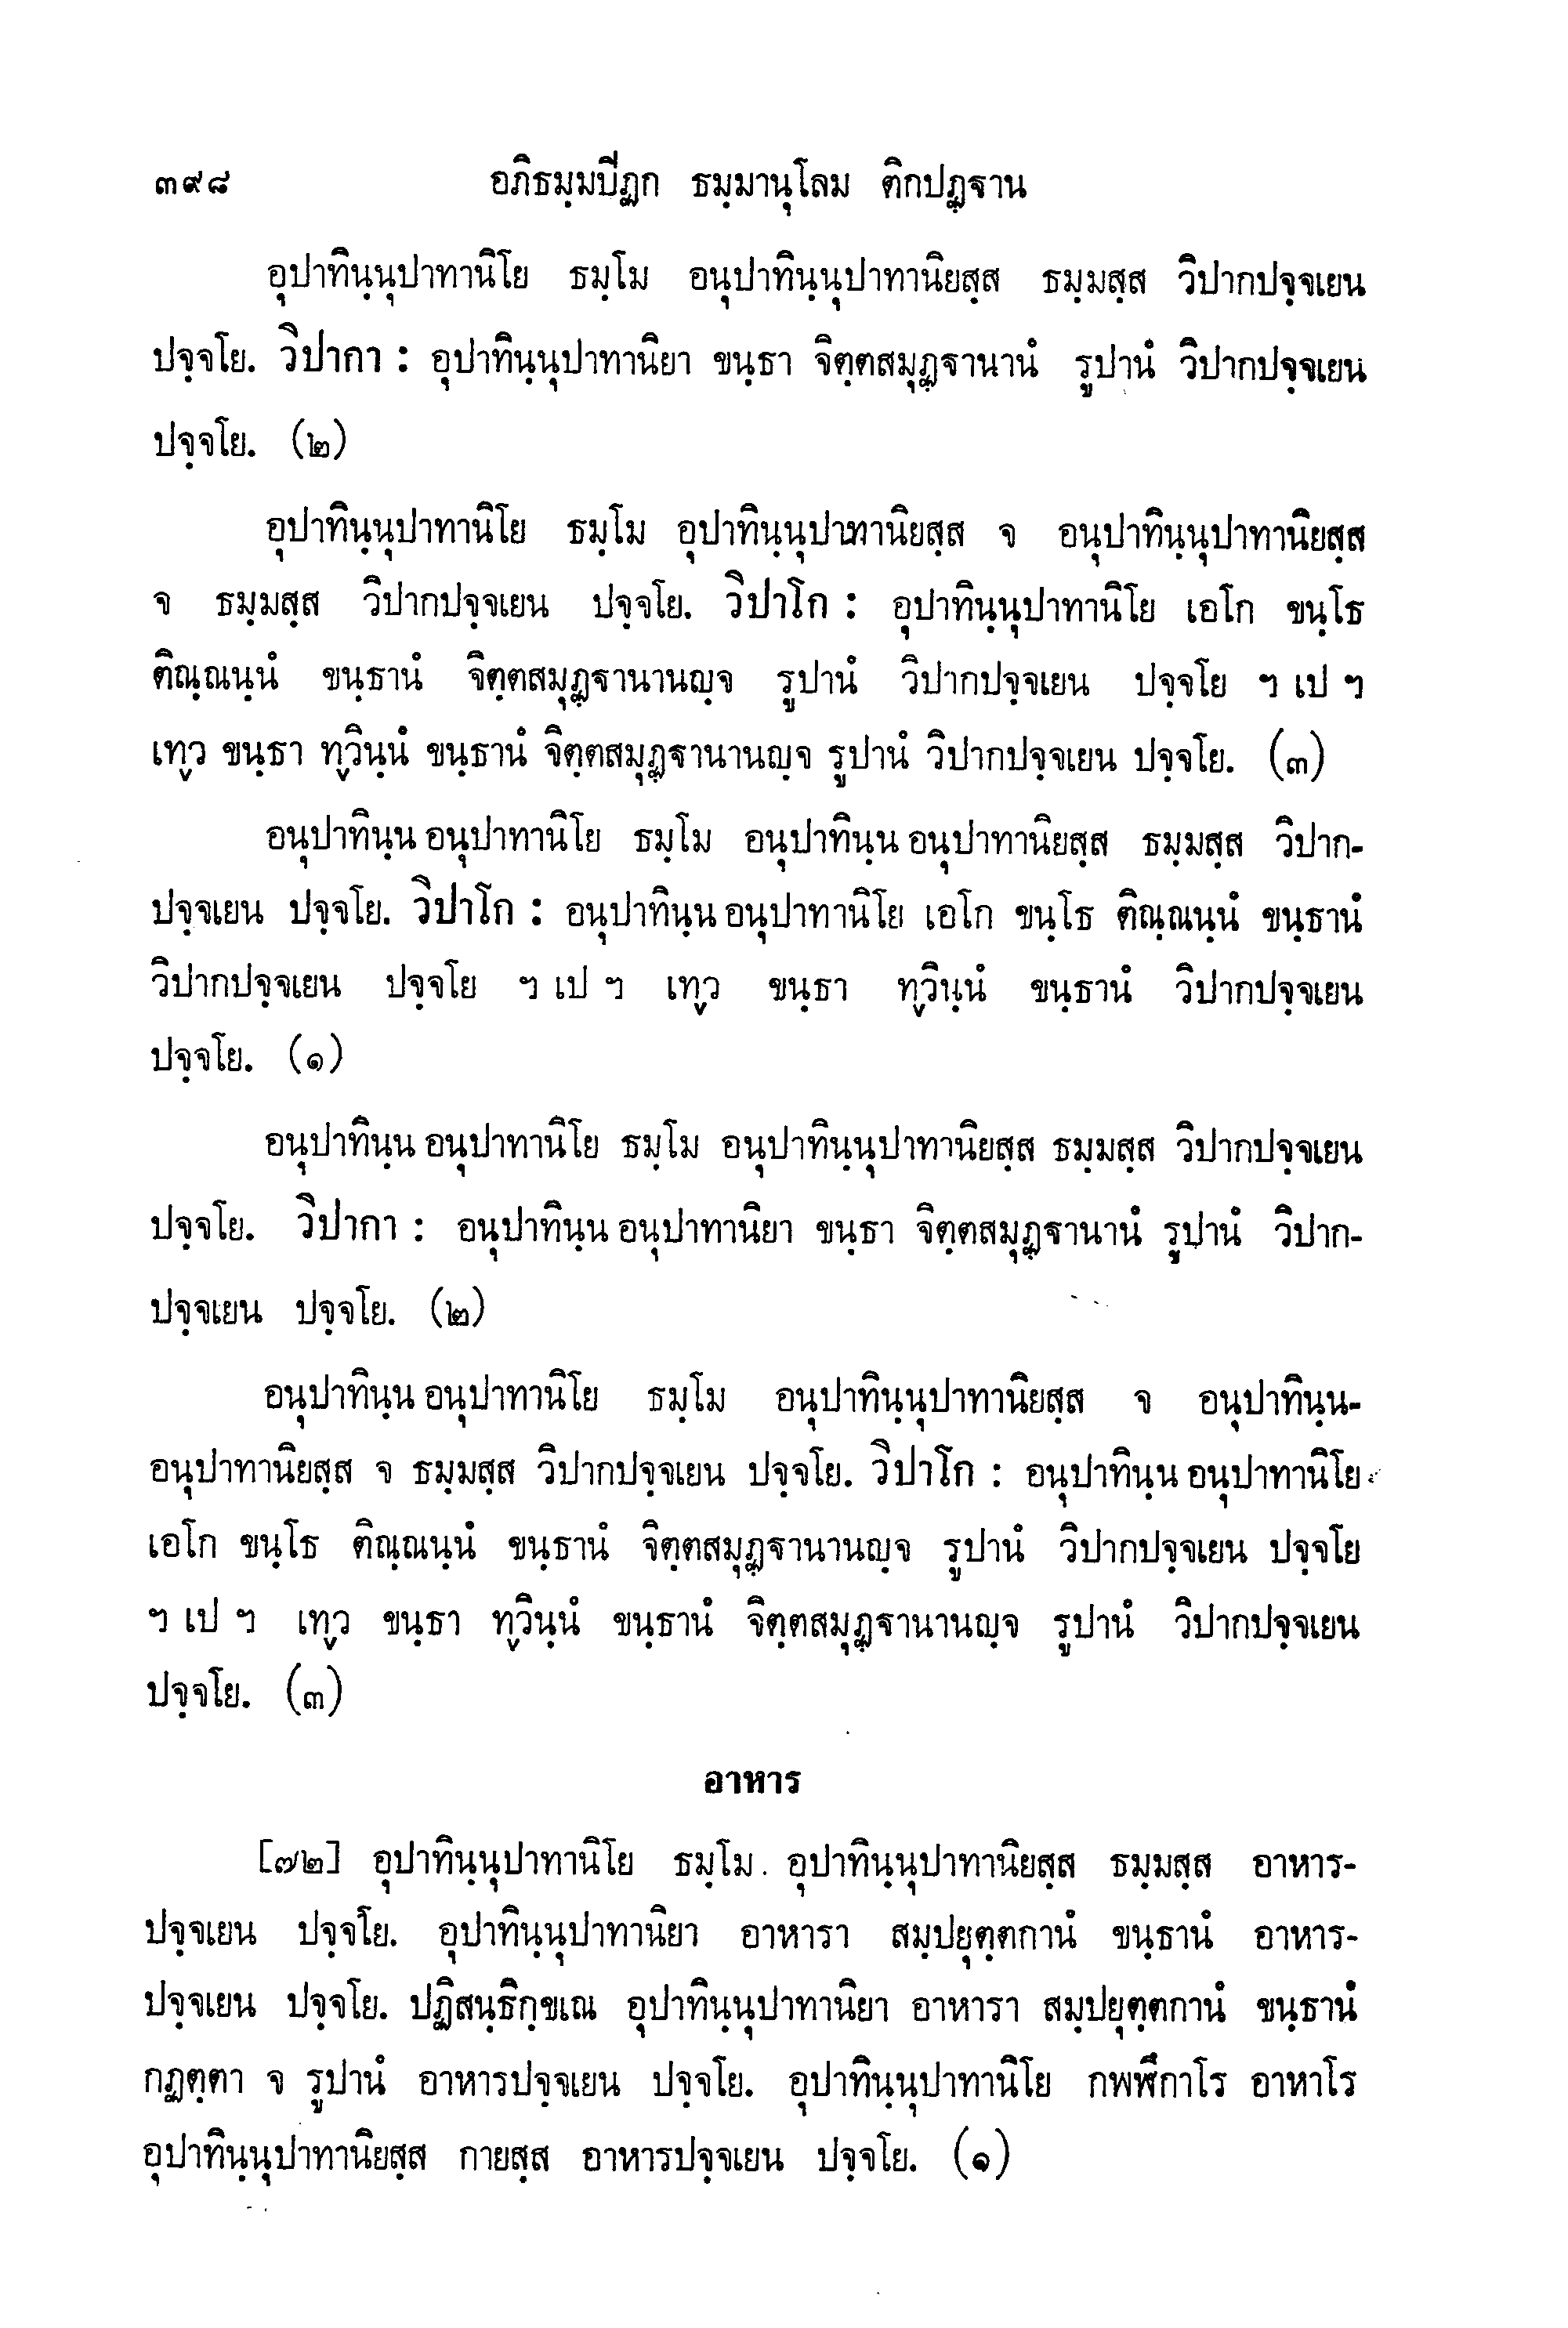 ๓๙๘ อภิธมฺมปีฏก ธมฺมานุโลม ติกปฏฺฐาน
อุปาทินฺนุปาทานิโย ธมฺโม อนุปาทินฺนุปาทานิยสฺส ธมฺมสฺส วิปากปจฺจเยน
ปจฺจโย. วิปากา : อุปาทินฺนุปาทานิยา ขนฺธา จิตฺตสมุฏฺฐานานํ รูปานํ วิปากปจฺจเยน
ปจฺจโย. (๒)
อุปาทินฺนุปาทานิโย ธมฺโม อุปาทินฺนุปาทานิยสฺส จ อนุปาทินฺนุปาทานิยสฺส
จ ธมฺมสฺส วิปากปจฺจเยน ปจฺจโย. วิปาโก : อุปาทินฺนุปาทานิโย เอโก ขนฺโธ
ติณฺณนฺนํ ขนฺธานํ จิตฺตสมุฏฺฐานานญฺจ รูปานํ วิปากปจฺจเยน ปจฺจโย ฯ เป ฯ
เทฺว ขนฺธา ทฺวินฺนํ ขนฺธานํ จิตฺตสมุฏฺฐานานญฺจ รูปานํ วิปากปจฺจเยน ปจฺจโย. (๓)
อนุปาทินฺน อนุปาทานิโย ธมฺโม อนุปาทินฺน อนุปาทานิยสฺส ธมฺมสฺส วิปาก-
ปจฺจเยน ปจฺจโย. วิปาโก : อนุปาทินฺน อนุปาทานิโย เอโก ขนฺโธ ติณฺณนฺนํ ขนฺธานํ
วิปากปจฺจเยน ปจฺจโย ฯ เป ฯ เทฺว ขนฺธา ทฺวินฺนํ ขนฺธานํ วิปากปจฺจเยน
ปจฺจโย. (๑)
อนุปาทินฺน อนุปาทานิโย ธมฺโม อนุปาทินฺนุปาทานิยสฺส ธมฺมสฺส วิปากปจฺจเยน
ปจฺจโย. วิปากา : อนุปาทินฺน อนุปาทานิยา ขนฺธา จิตฺตสมุฏฺฐานานํ รูปานํ วิปาก-
ปจฺจเยน ปจฺจโย. (๒)
อนุปาทินฺน อนุปาทานิโย ธมฺโม อนุปาทินฺนุปาทานิยสฺส จ อนุปาทินฺน-
อนุปาทานิยสฺส จ ธมฺมสฺส วิปากปจฺจเยน ปจฺจโย. วิปาโก : อนุปาทินฺน อนุปาทานิโย
เอโก ขนฺโธ ติณฺณนฺนํ ขนฺธานํ จิตฺตสมุฏฺฐานานญฺจ รูปานํ วิปากปจฺจเยน ปจฺจโย
ฯ เป ฯ เทฺว ขนฺธา ทฺวินฺนํ ขนฺธานํ จิตฺตสมุฏฺฐานานญฺจ รูปานํ วิปากปจฺจเยน
ปจฺจโย. (๓)
อาหาร
[๗๒] อุปาทินฺนุปาทานิโย ธมฺโม อุปาทินฺนุปาทานิยสฺส ธมฺมสฺส อาหาร-
ปจฺจเยน ปจฺจโย. อุปาทินฺนุปาทานิยา อาหารา สมฺปยุตฺตกานํ ขนฺธานํ อาหาร-
ปจฺจเยน ปจฺจโย. ปฏิสนฺธิกฺขเณ อุปาทินฺนุปาทานิยา อาหารา สมฺปยุตฺตกานํ ขนฺธานํ
กฏตฺตา จ รูปานํ อาหารปจฺจเยน ปจฺจโย. อุปาทินฺนุปาทานิโย กพฬีกาโร อาหาโร
อุปาทินฺนุปาทานิยสฺส กายสฺส อาหารปจฺจเยน ปจฺจโย. (๑)